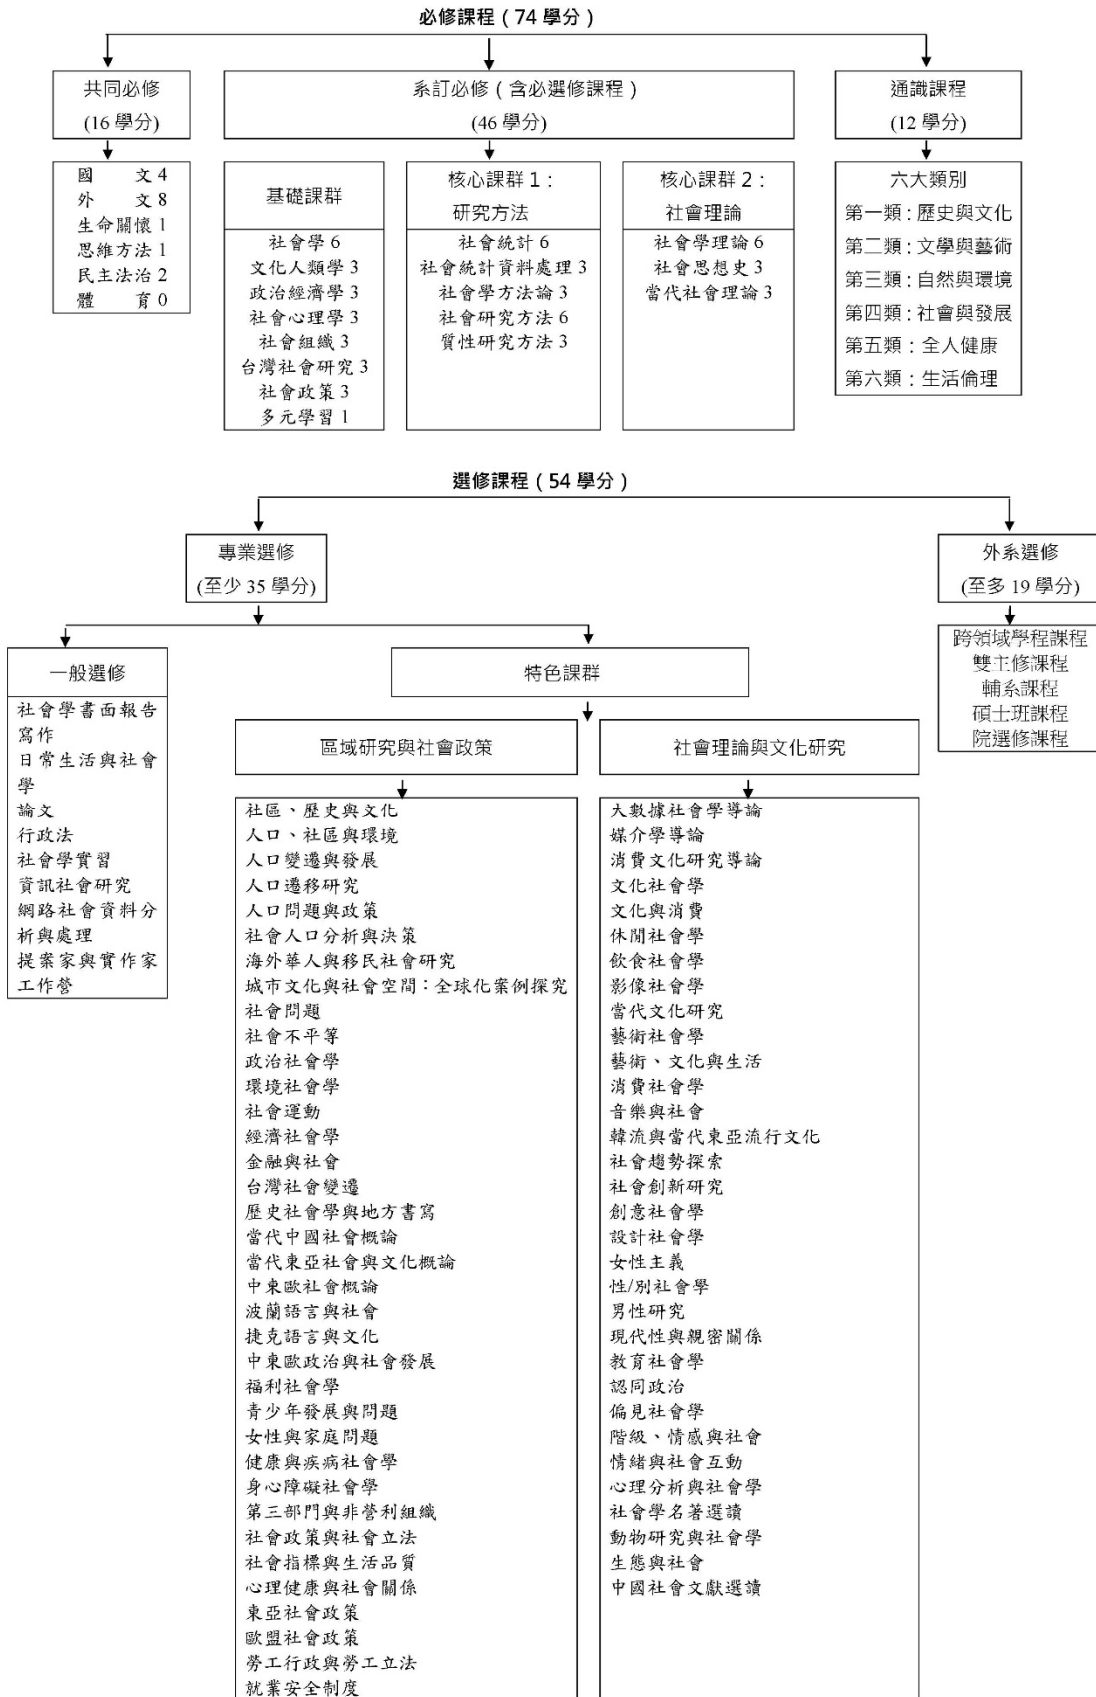 必修課程（74 學分）
共同必修
(16 學分)
國　　文 4
外　　文 8
生命關懷 1
思維方法 1
民主法治 2
體　　育 0
系訂必修（含必選修課程）
(46 學分)
基礎課群
社會學 6
文化人類學 3
政治經濟學 3
社會心理學 3
社會組織 3
台灣社會研究 3
社會政策 3
多元學習 1
核心課群 1：
研究方法
社會統計 6
社會統計資料處理 3
社會學方法論 3
社會研究方法 6
質性研究方法 3
核心課群 2：
社會理論
社會學理論 6
社會思想史 3
當代社會理論 3
通識課程
(12 學分)
六大類別
第一類：歷史與文化
第二類：文學與藝術
第三類：自然與環境
第四類：社會與發展
第五類：全人健康
第六類：生活倫理
選修課程（54 學分）
專業選修
(至少 35 學分)
一般選修
社會學書面報告
寫作
日常生活與社會
學
論文
行政法
社會學實習
資訊社會研究
網路社會資料分
析與處理
提案家與實作家
工作營
特色課群
區域研究與社會政策
社區、歷史與文化
人口、社區與環境
人口變遷與發展
人口遷移研究
人口問題與政策
社會人口分析與決策
海外華人與移民社會研究
城市文化與社會空間：全球化案例探究
社會問題
社會不平等
政治社會學
環境社會學
社會運動
經濟社會學
金融與社會
台灣社會變遷
歷史社會學與地方書寫
當代中國社會概論
當代東亞社會與文化概論
中東歐社會概論
波蘭語言與社會
捷克語言與文化
中東歐政治與社會發展
福利社會學
青少年發展與問題
女性與家庭問題
健康與疾病社會學
身心障礙社會學
第三部門與非營利組織
社會政策與社會立法
社會指標與生活品質
心理健康與社會關係
東亞社會政策
歐盟社會政策
勞工行政與勞工立法
就業安全制度
社會理論與文化研究
大數據社會學導論
媒介學導論
消費文化研究導論
文化社會學
文化與消費
休閒社會學
飲食社會學
影像社會學
當代文化研究
藝術社會學
藝術、文化與生活
消費社會學
音樂與社會
韓流與當代東亞流行文化
社會趨勢探索
社會創新研究
創意社會學
設計社會學
女性主義
性/別社會學
男性研究
現代性與親密關係
教育社會學
認同政治
偏見社會學
階級、情感與社會
情緒與社會互動
心理分析與社會學
社會學名著選讀
動物研究與社會學
生態與社會
中國社會文獻選讀
外系選修
(至多 19 學分)
跨領域學程課程
雙主修課程
輔系課程
碩士班課程
院選修課程